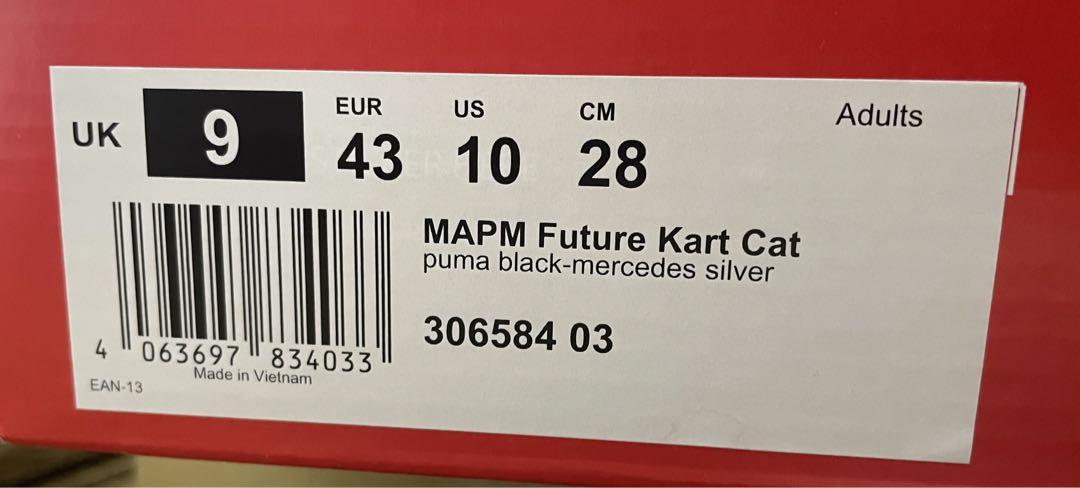 UK 9 EUR 43 US 10 CM 28 Adults
MAPM Future Kart Cat
puma black-mercedes silver
306584 03
4 063697 834033
Made in Vietnam
EAN-13